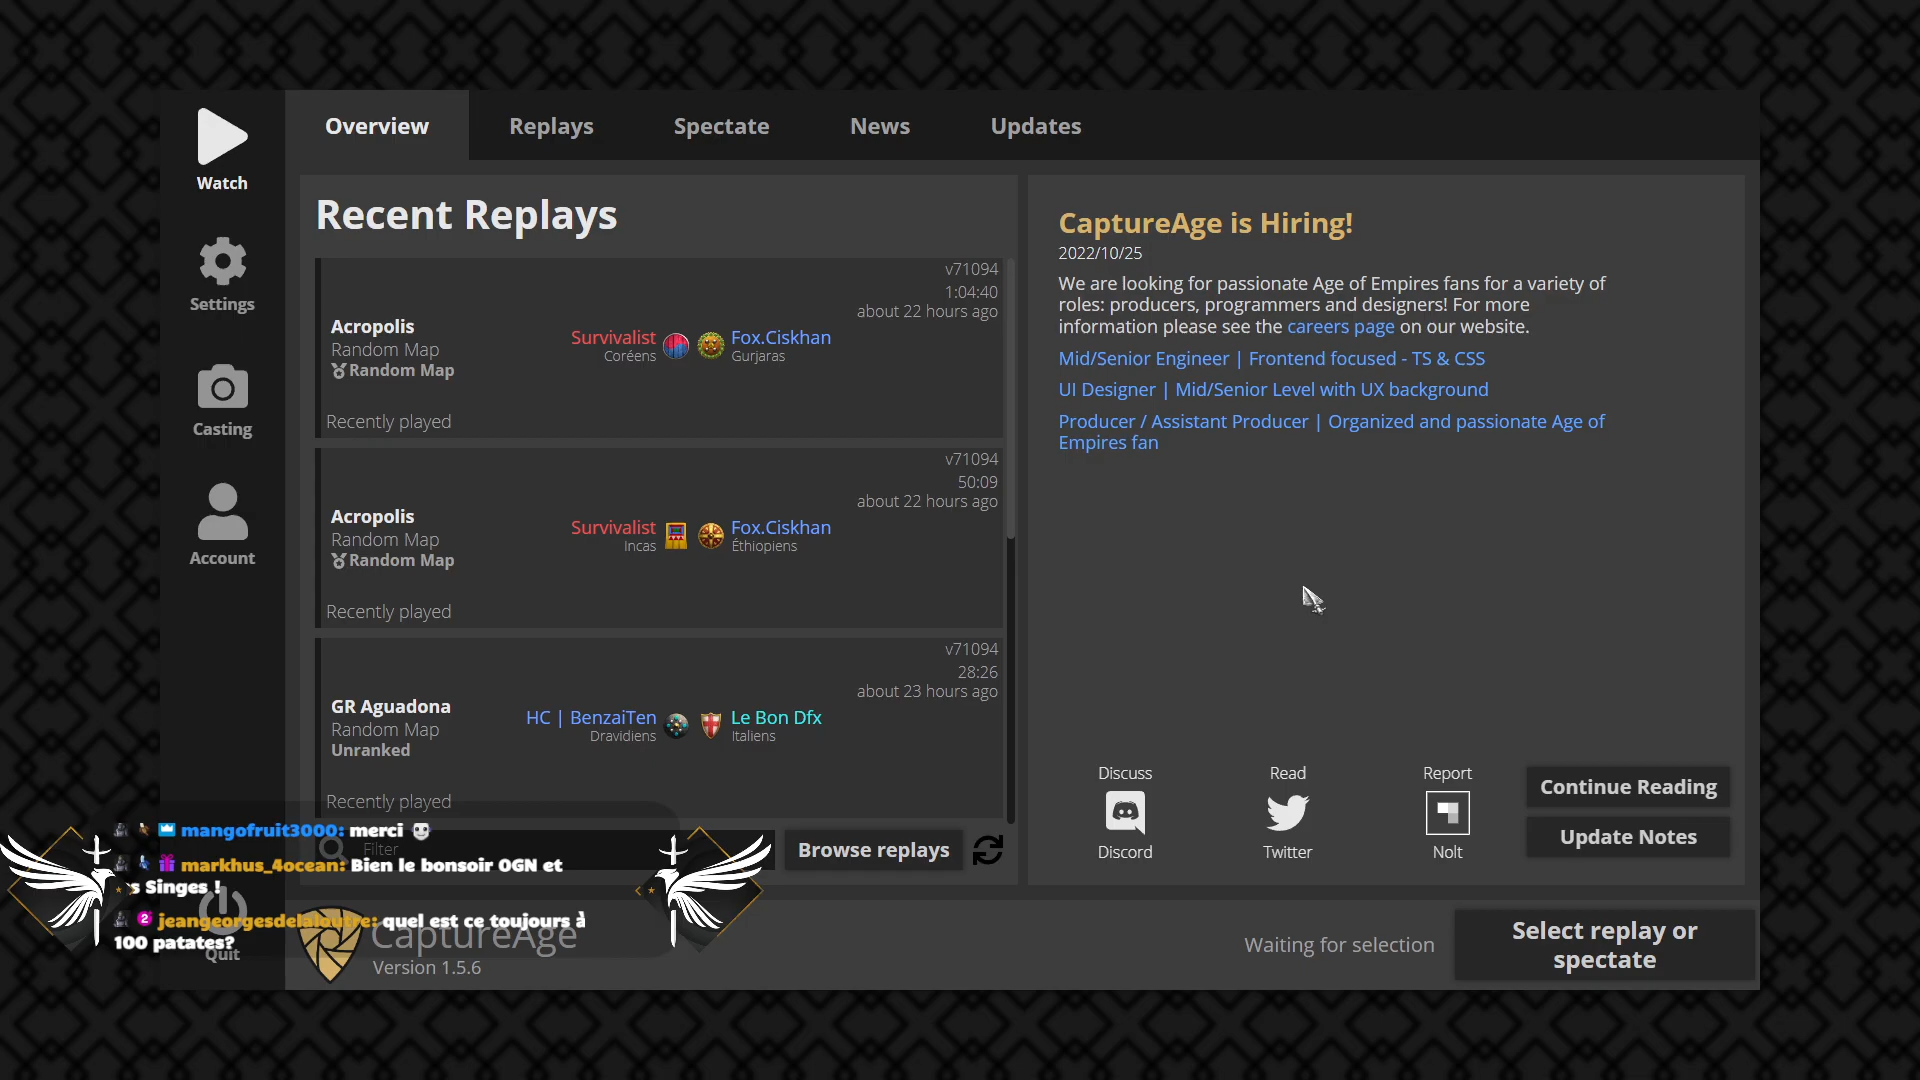 Watch
Settings
Casting
Account
Quit
Overview
Replays
Spectate
News
Updates
Recent Replays
v71094
1:04:40
about 22 hours ago
Acropolis
Random Map
Random Map
Survivalist
Coréens
Fox.Ciskhan
Gurjaras
Recently played
v71094
50:09
about 22 hours ago
Acropolis
Random Map
Random Map
Survivalist
Incas
Fox.Ciskhan
Éthiopiens
Recently played
v71094
28:26
about 23 hours ago
GR Aguadona
Random Map
Unranked
HC | BenzaiTen
Dravidiens
Le Bon Dfx
Italiens
Recently played
Filter
Browse replays
CaptureAge is Hiring!
2022/10/25
We are looking for passionate Age of Empires fans for a variety of
roles: producers, programmers and designers! For more
information please see the careers page on our website.
Mid/Senior Engineer | Frontend focused - TS & CSS
UI Designer | Mid/Senior Level with UX background
Producer / Assistant Producer | Organized and passionate Age of
Empires fan
Discuss
Discord
Read
Twitter
Report
Nolt
Continue Reading
Update Notes
mangofruit3000: merci
markhus_4ocean: Bien le bonsoir OGN et
s Singes !
2 jeangeorgesdelaloutre: quel est ce toujours à
100 patates?
CaptureAge
Version 1.5.6
Waiting for selection
Select replay or
spectate